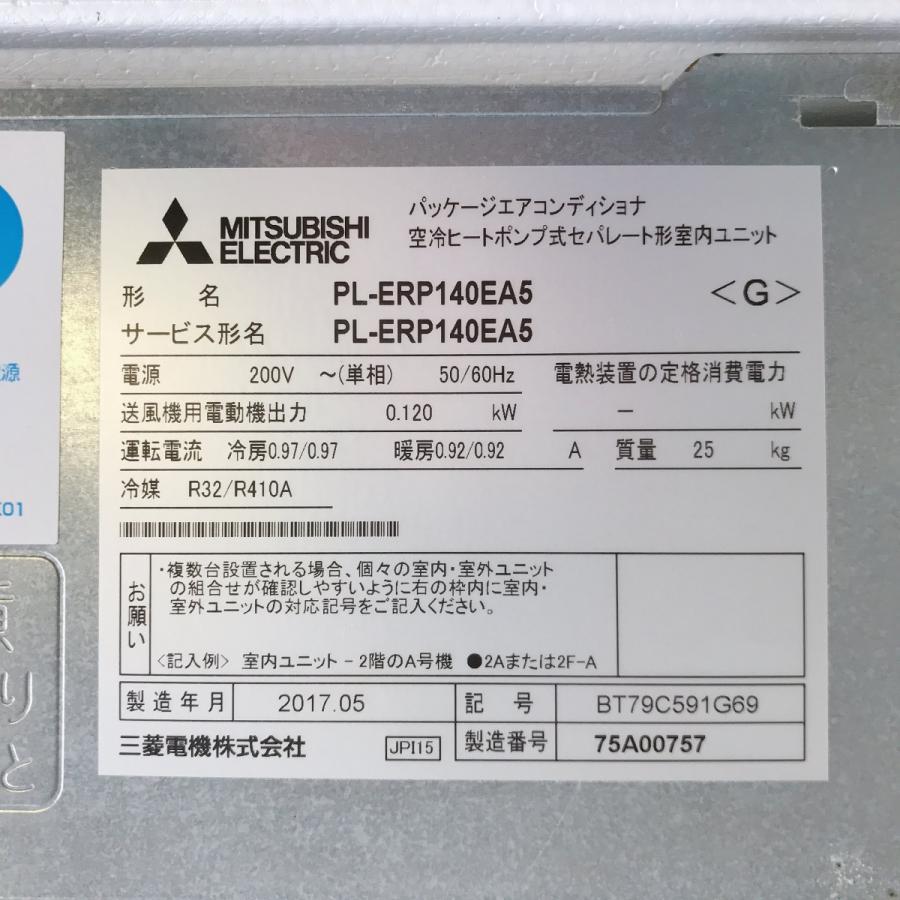 MITSUBISHI
ELECTRIC
パッケージエアコンディショナ
空冷ヒートポンプ式セパレート形室内ユニット
形 名 PL-ERP140EA5 <G>
サービス形名 PL-ERP140EA5
電源 200V ～(単相) 50/60Hz 電熱装置の定格消費電力
送風機用電動機出力 0.120 kW － kW
運転電流 冷房0.97/0.97 暖房0.92/0.92 A 質量 25 kg
冷媒 R32/R410A
お願い
・複数台設置される場合、個々の室内・室外ユニット
の組合せが確認しやすいように右の枠内に室内・
室外ユニットの対応記号をご記入ください。
〈記入例〉 室内ユニット－2階のA号機 ●2Aまたは2F-A
製造年月 2017.05 記 号 BT79C591G69
三菱電機株式会社 JPI15 製造番号 75A00757
源
01
りと